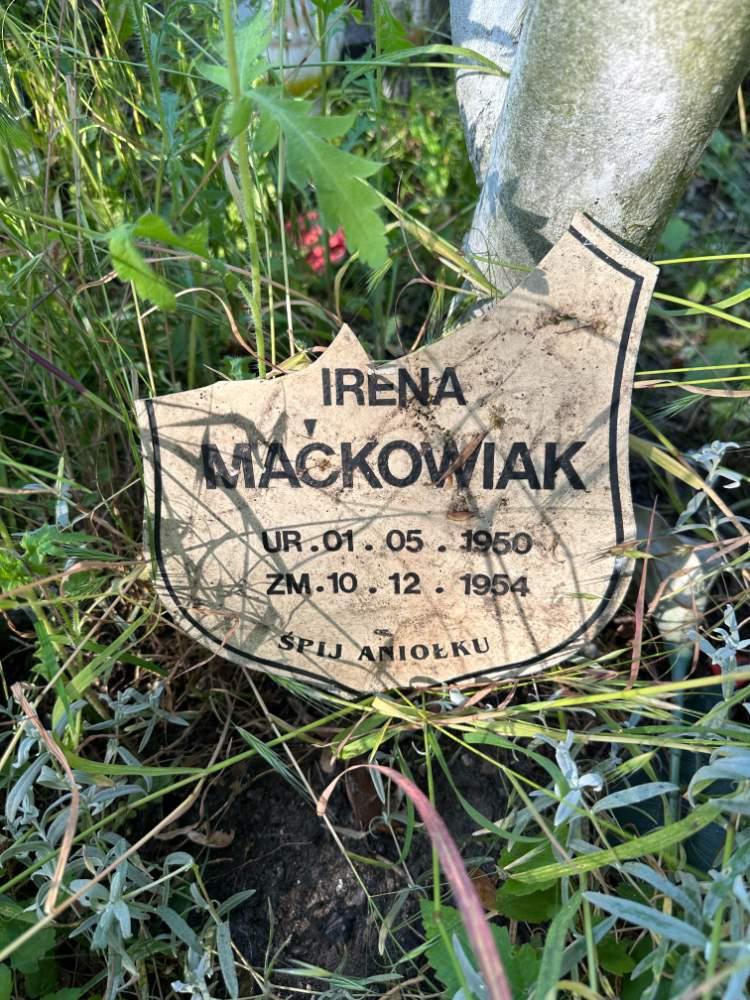 IRENA
MAĆKOWIAK
UR.01.05.1950
ZM.10.12.1954
ŚPIJ ANIOŁKU